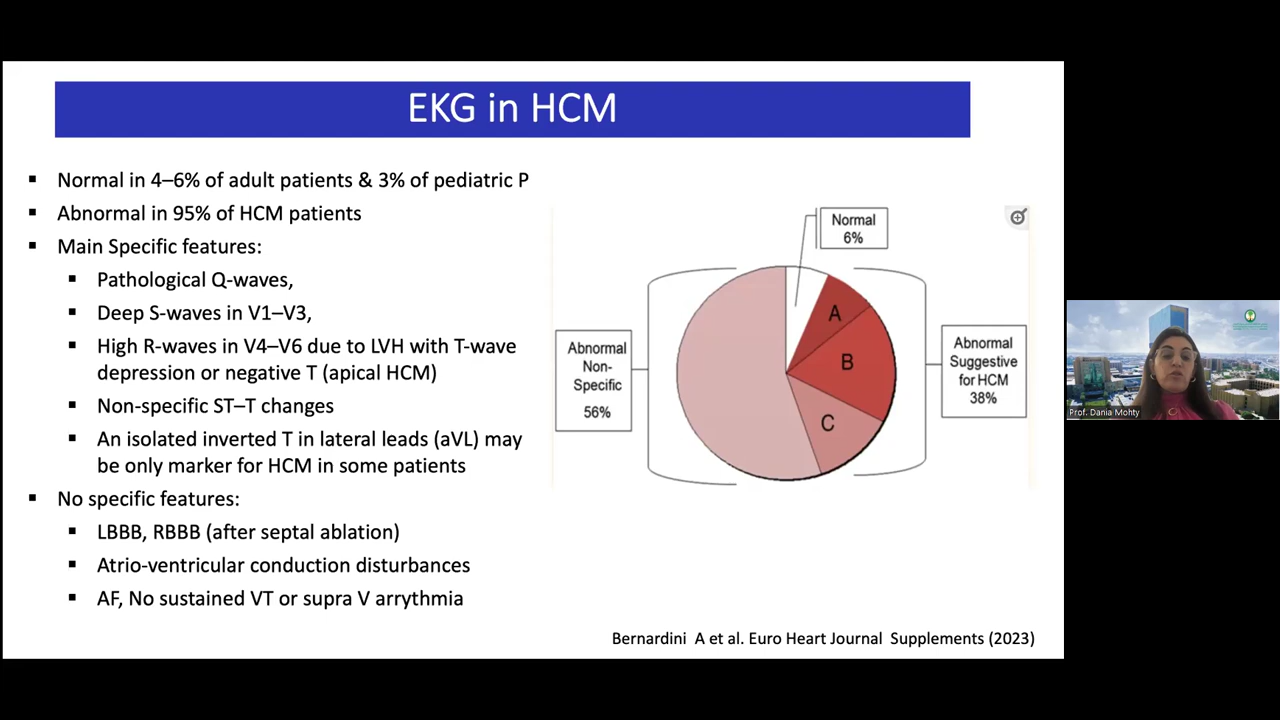 EKG in HCM
Normal in 4–6% of adult patients & 3% of pediatric P
Abnormal in 95% of HCM patients
Main Specific features:
Pathological Q-waves,
Deep S-waves in V1–V3,
High R-waves in V4–V6 due to LVH with T-wave
depression or negative T (apical HCM)
Non-specific ST–T changes
An isolated inverted T in lateral leads (aVL) may
be only marker for HCM in some patients
No specific features:
LBBB, RBBB (after septal ablation)
Atrio-ventricular conduction disturbances
AF, No sustained VT or supra V arrythmia
Normal
6%
A
B
C
Abnormal
Non-
Specific
56%
Abnormal
Suggestive
for HCM
38%
Bernardini A et al. Euro Heart Journal Supplements (2023)
Prof. Dania Mohty